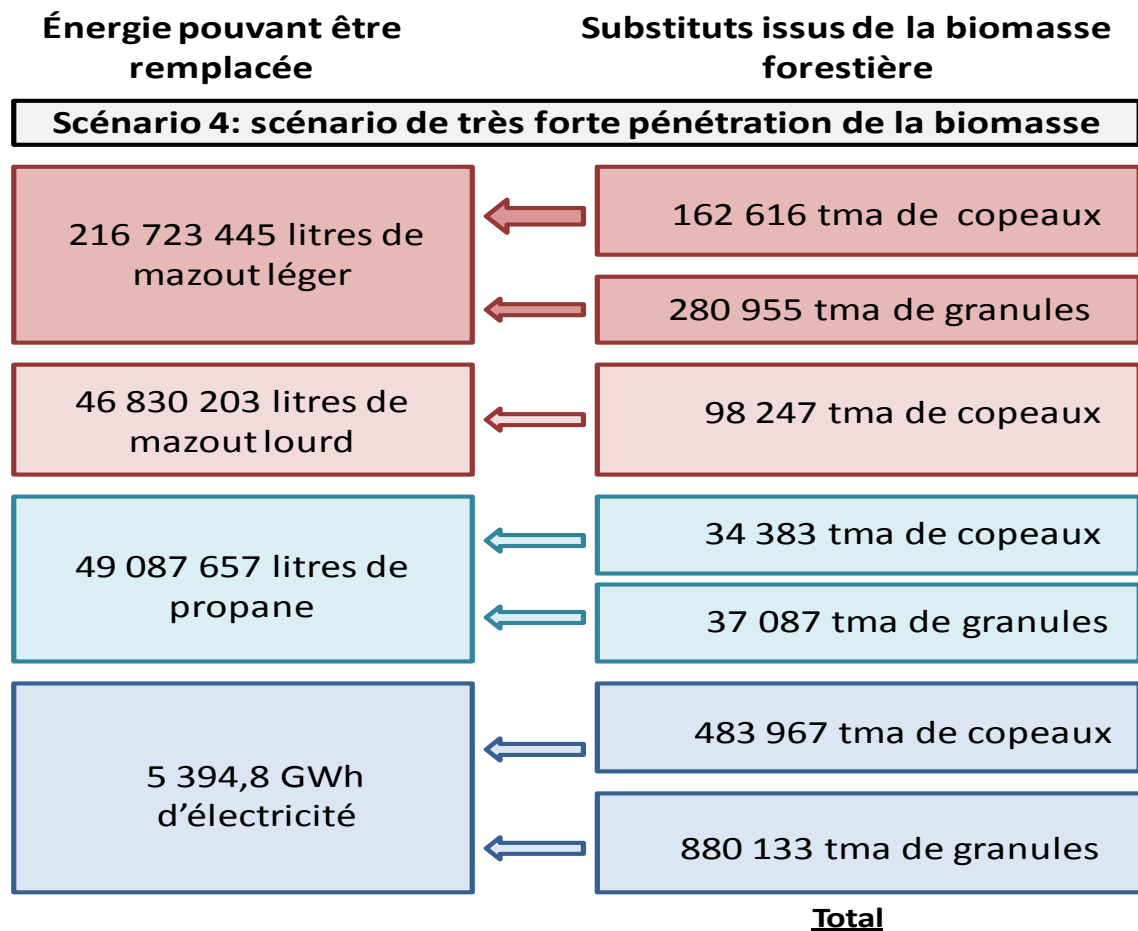 Énergie pouvant être
remplacée
Substituts issus de la biomasse
forestière
Scénario 4: scénario de très forte pénétration de la biomasse
216 723 445 litres de
mazout léger
162 616 tma de copeaux
280 955 tma de granules
46 830 203 litres de
mazout lourd
98 247 tma de copeaux
49 087 657 litres de
propane
34 383 tma de copeaux
37 087 tma de granules
5 394,8 GWh
d'électricité
483 967 tma de copeaux
880 133 tma de granules
Total